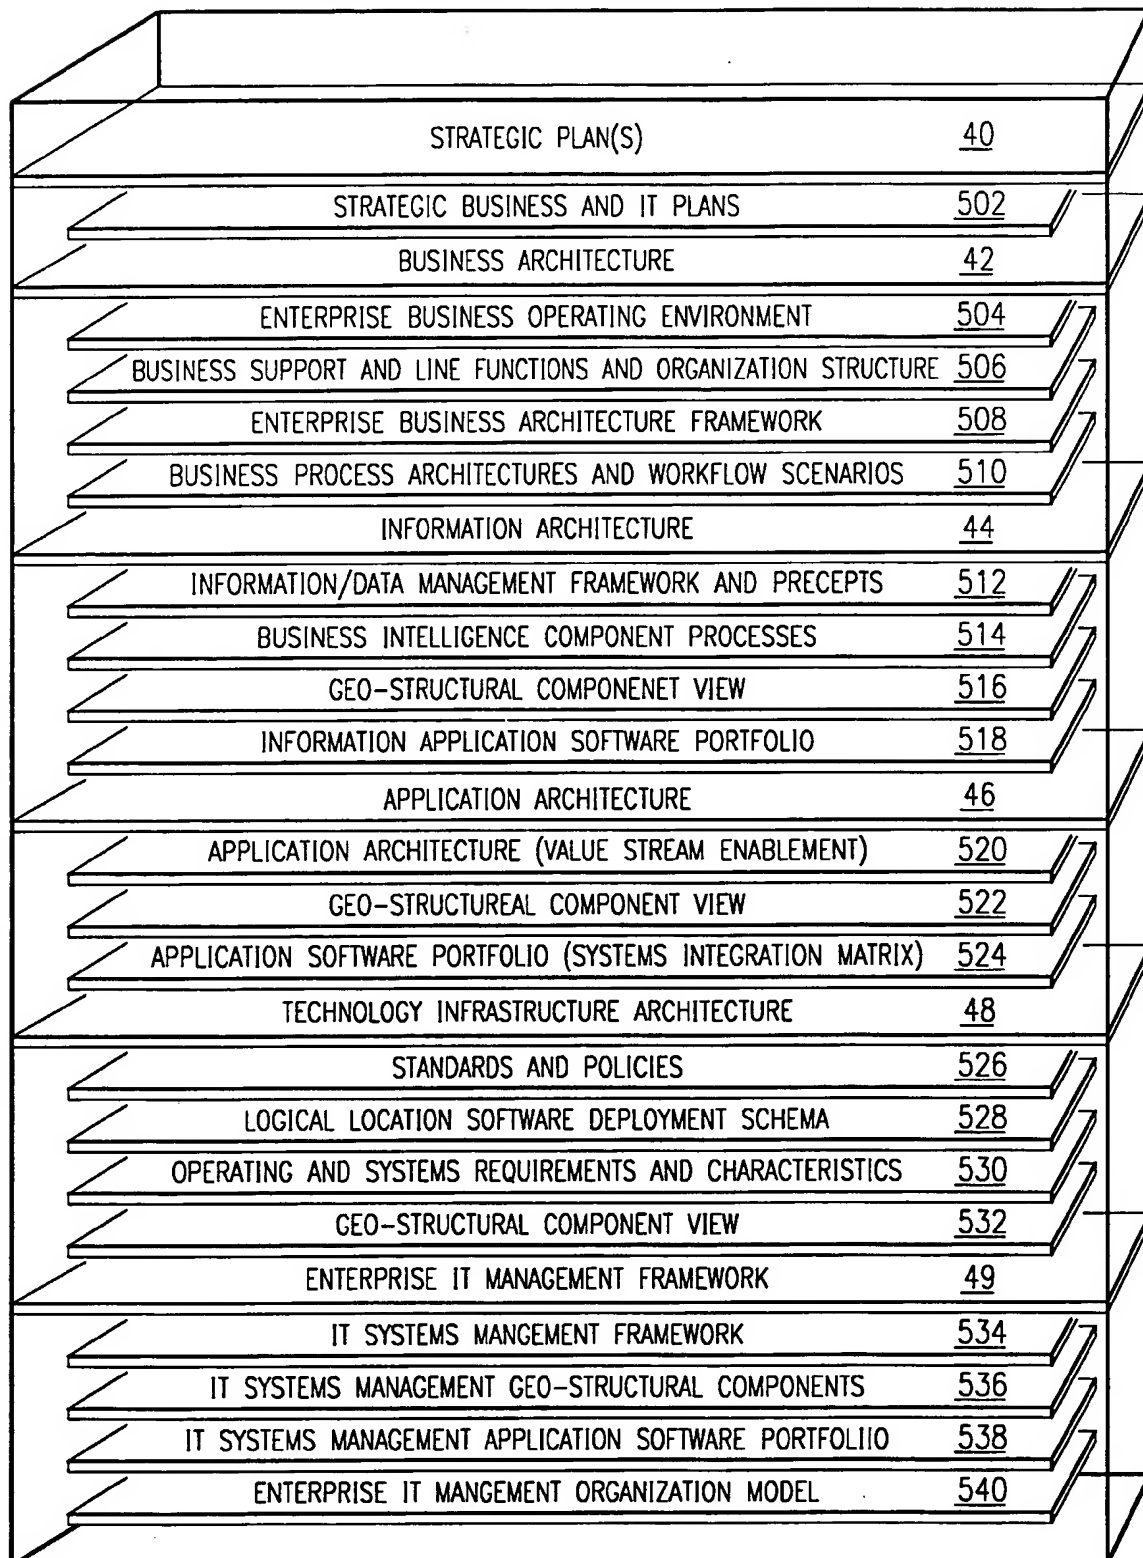 STRATEGIC PLAN(S) 40
STRATEGIC BUSINESS AND IT PLANS 502
BUSINESS ARCHITECTURE 42
ENTERPRISE BUSINESS OPERATING ENVIRONMENT 504
BUSINESS SUPPORT AND LINE FUNCTIONS AND ORGANIZATION STRUCTURE 506
ENTERPRISE BUSINESS ARCHITECTURE FRAMEWORK 508
BUSINESS PROCESS ARCHITECTURES AND WORKFLOW SCENARIOS 510
INFORMATION ARCHITECTURE 44
INFORMATION/DATA MANAGEMENT FRAMEWORK AND PRECEPTS 512
BUSINESS INTELLIGENCE COMPONENT PROCESSES 514
GEO-STRUCTURAL COMPONENET VIEW 516
INFORMATION APPLICATION SOFTWARE PORTFOLIO 518
APPLICATION ARCHITECTURE 46
APPLICATION ARCHITECTURE (VALUE STREAM ENABLEMENT) 520
GEO-STRUCTUREAL COMPONENT VIEW 522
APPLICATION SOFTWARE PORTFOLIO (SYSTEMS INTEGRATION MATRIX) 524
TECHNOLOGY INFRASTRUCTURE ARCHITECTURE 48
STANDARDS AND POLICIES 526
LOGICAL LOCATION SOFTWARE DEPLOYMENT SCHEMA 528
OPERATING AND SYSTEMS REQUIREMENTS AND CHARACTERISTICS 530
GEO-STRUCTURAL COMPONENT VIEW 532
ENTERPRISE IT MANAGEMENT FRAMEWORK 49
IT SYSTEMS MANGEMENT FRAMEWORK 534
IT SYSTEMS MANAGEMENT GEO-STRUCTURAL COMPONENTS 536
IT SYSTEMS MANAGEMENT APPLICATION SOFTWARE PORTFOLIIO 538
ENTERPRISE IT MANGEMENT ORGANIZATION MODEL 540